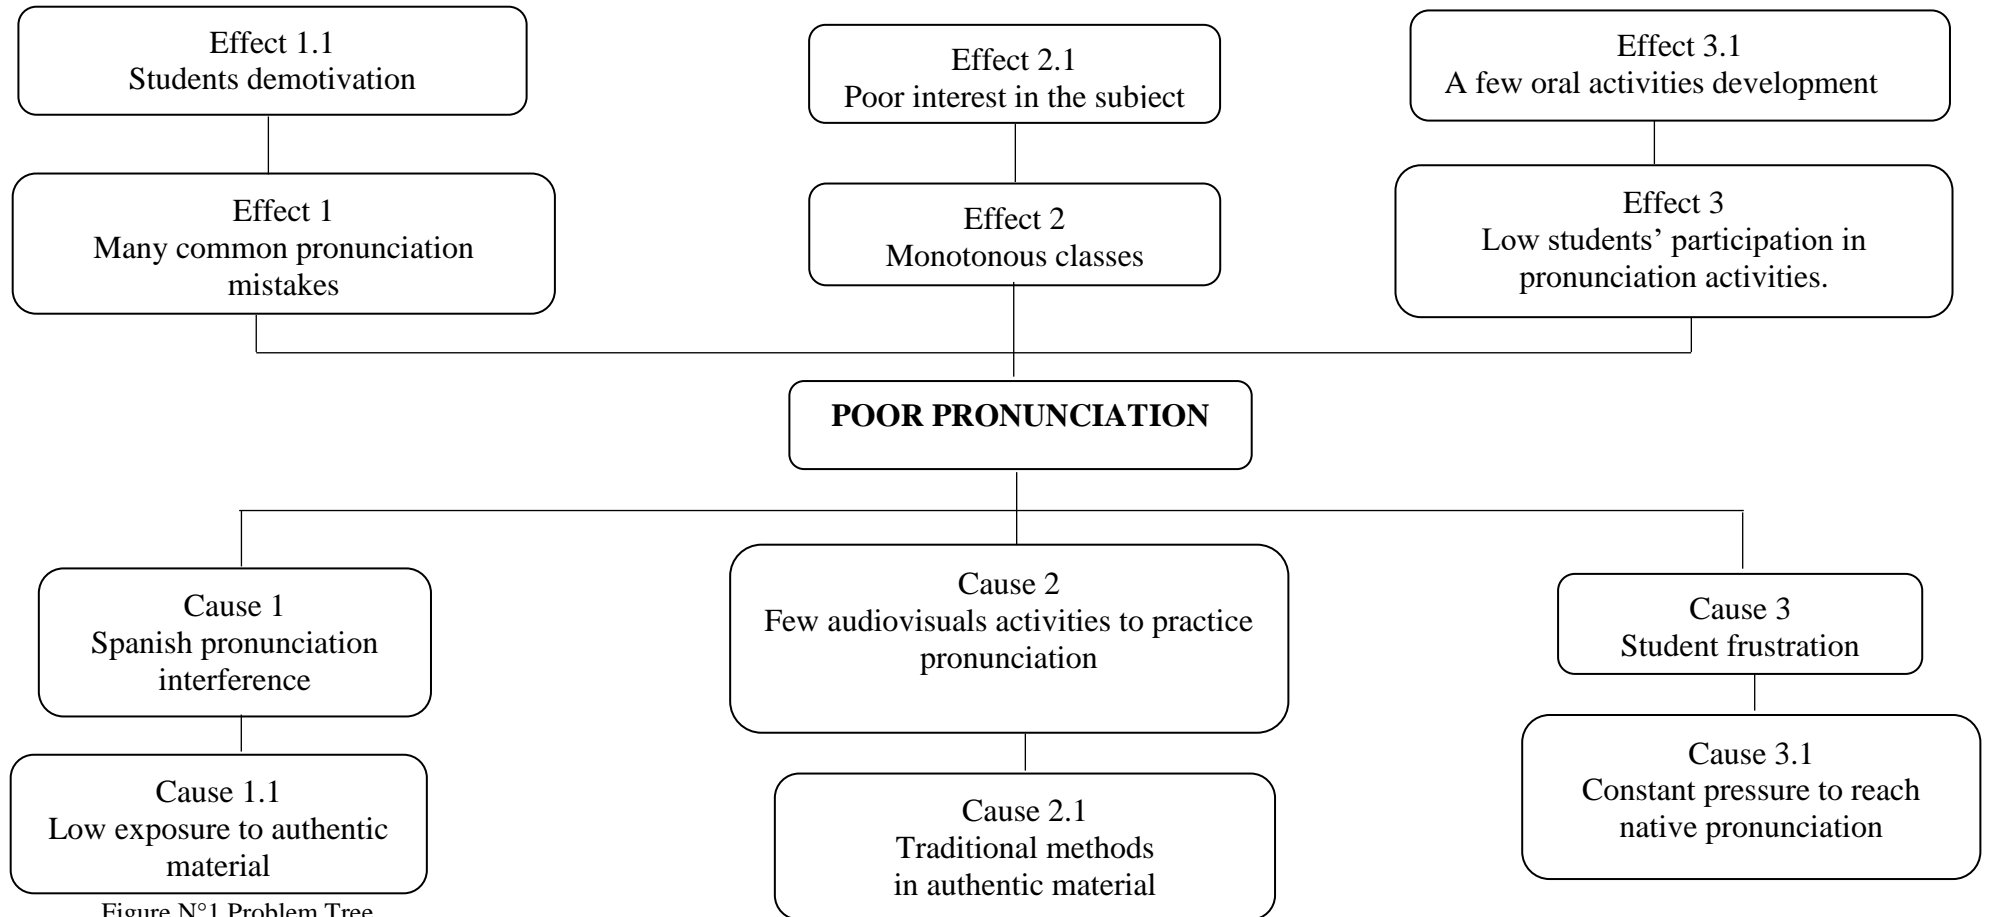 Effect 1.1
Students demotivation
Effect 2.1
Poor interest in the subject
Effect 3.1
A few oral activities development
Effect 1
Many common pronunciation
mistakes
Effect 2
Monotonous classes
Effect 3
Low students’ participation in
pronunciation activities.
POOR PRONUNCIATION
Cause 1
Spanish pronunciation
interference
Cause 2
Few audiovisuals activities to practice
pronunciation
Cause 3
Student frustration
Cause 1.1
Low exposure to authentic
material
Cause 2.1
Traditional methods
in authentic material
Cause 3.1
Constant pressure to reach
native pronunciation
Figure N°1 Problem Tree